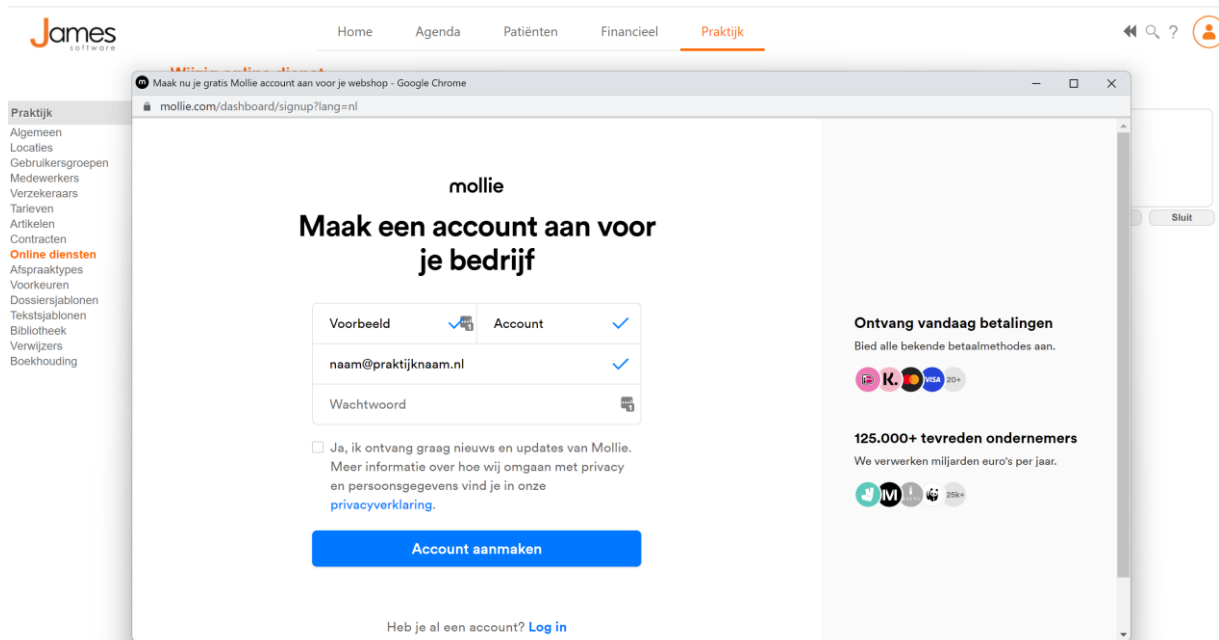 James
software
Home
Agenda
Patiënten
Financieel
Praktijk
?
Wijzig online dienst
Maak nu je gratis Mollie account aan voor je webshop - Google Chrome
mollie.com/dashboard/signup?lang=nl
Praktijk
Algemeen
Locaties
Gebruikersgroepen
Medewerkers
Verzekeraars
Tarieven
Artikelen
Contracten
Online diensten
Afspraaktypes
Voorkeuren
Dossiersjablonen
Tekstsjablonen
Bibliotheek
Verwijzers
Boekhouding
mollie
Maak een account aan voor
je bedrijf
Voorbeeld
Account
naam@praktijknaam.nl
Wachtwoord
Ja, ik ontvang graag nieuws en updates van Mollie.
Meer informatie over hoe wij omgaan met privacy
en persoonsgegevens vind je in onze
privacyverklaring.
Account aanmaken
Heb je al een account? Log in
Ontvang vandaag betalingen
Bied alle bekende betaalmethodes aan.
K.
VISA
20+
125.000+ tevreden ondernemers
We verwerken miljarden euro's per jaar.
25k+
Sluit